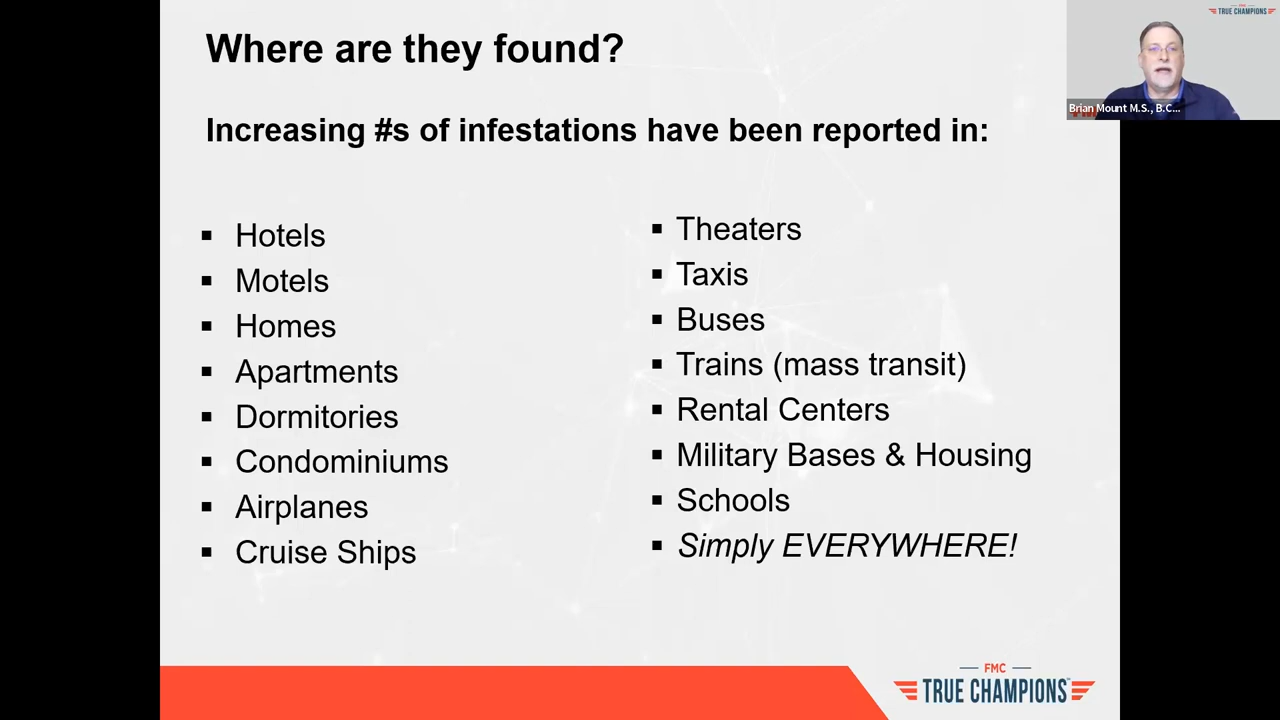 Where are they found?
Increasing #s of infestations have been reported in:
▪ Hotels
▪ Motels
▪ Homes
▪ Apartments
▪ Dormitories
▪ Condominiums
▪ Airplanes
▪ Cruise Ships
▪ Theaters
▪ Taxis
▪ Buses
▪ Trains (mass transit)
▪ Rental Centers
▪ Military Bases & Housing
▪ Schools
▪ Simply EVERYWHERE!
FMC
TRUE CHAMPIONS
FMC
TRUE CHAMPIONS
Brian Mount M.S., B.C...